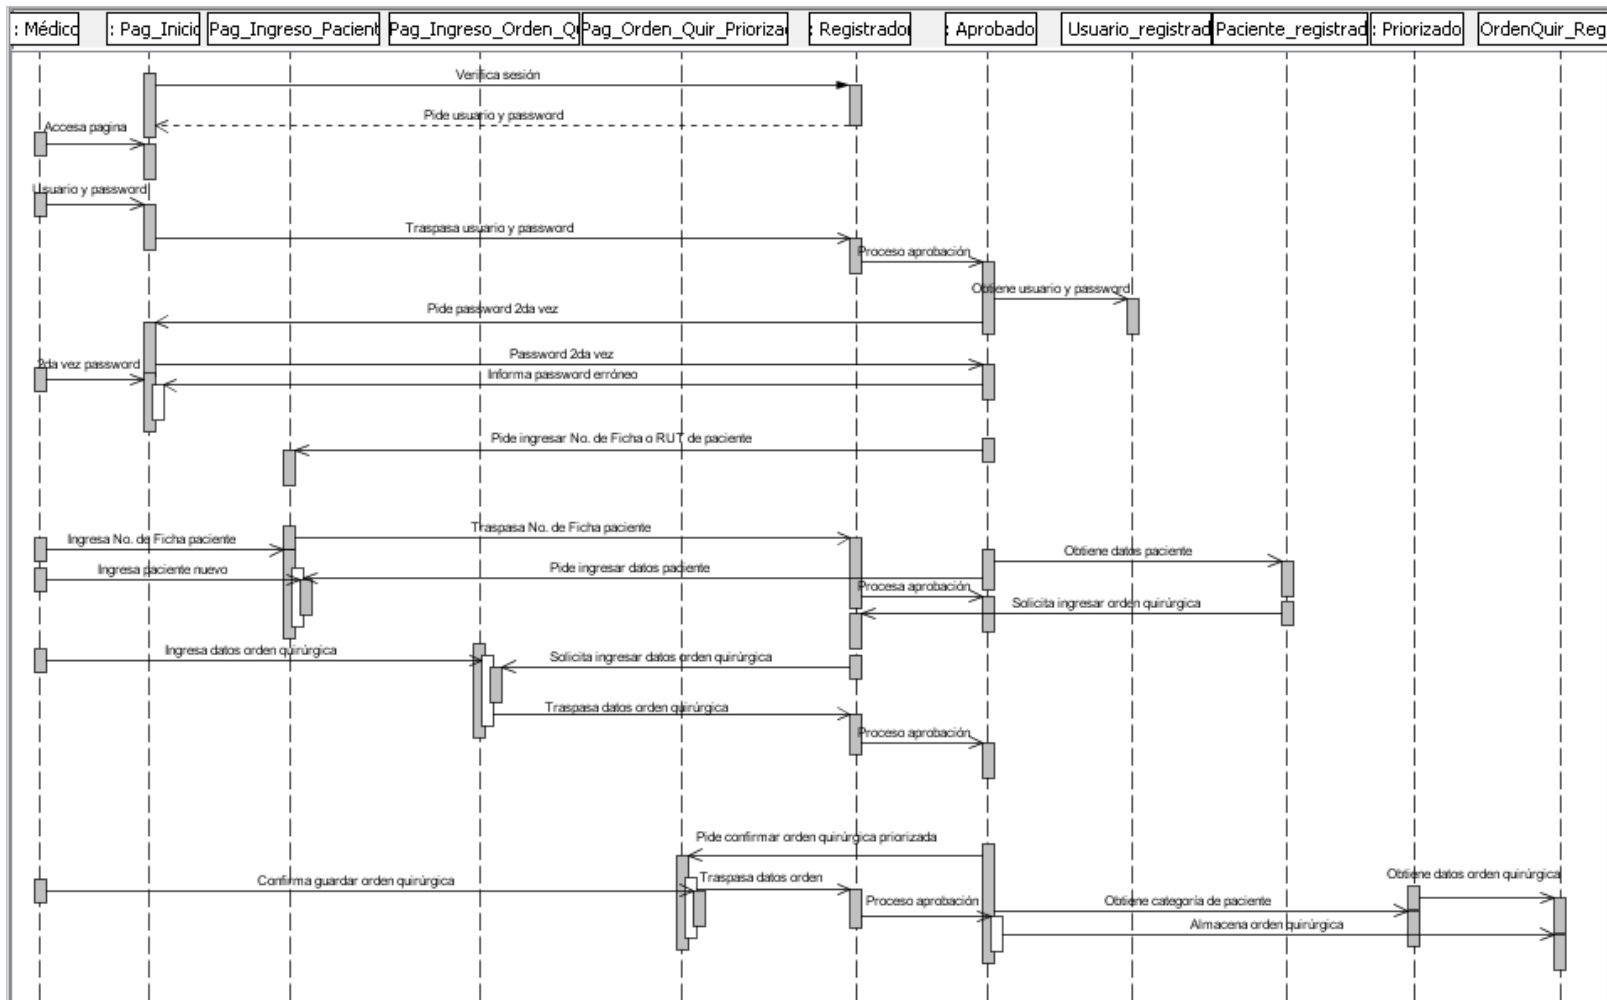 : Médico
: Pag_Inicio
Pag_Ingreso_Pacient
Pag_Ingreso_Orden_Q
Pag_Orden_Quir_Prioriza
: Registrador
: Aprobado
Usuario_registrad
Paciente_registrad
: Priorizado
OrdenQuir_Reg
Verifica sesión
Pide usuario y password
Accesa pagina
Usuario y password
Traspasa usuario y password
Proceso aprobación
Obtiene usuario y password
Pide password 2da vez
Password 2da vez
2da vez password
Informa password erróneo
Pide ingresar No. de Ficha o RUT de paciente
Traspasa No. de Ficha paciente
Ingresa No. de Ficha paciente
Obtiene datos paciente
Ingresa paciente nuevo
Pide ingresar datos paciente
Procesa aprobación
Solicita ingresar orden quirúrgica
Ingresa datos orden quirúrgica
Solicita ingresar datos orden quirúrgica
Traspasa datos orden quirúrgica
Proceso aprobación
Pide confirmar orden quirúrgica priorizada
Obtiene datos orden quirúrgica
Confirma guardar orden quirúrgica
Traspasa datos orden
Proceso aprobación
Obtiene categoría de paciente
Almacena orden quirúrgica